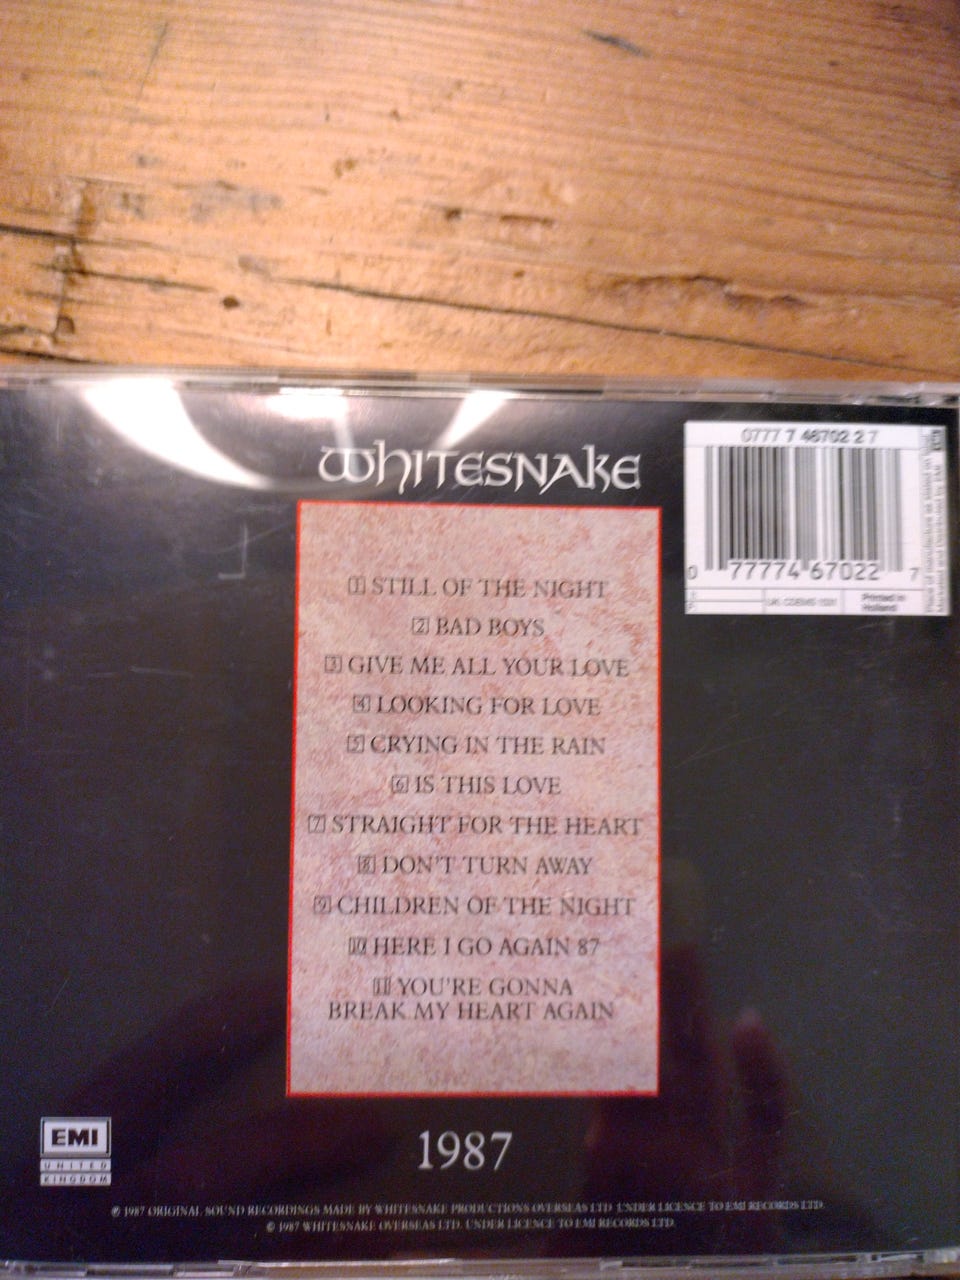 WHITESNAKE
0777 7 46702 2 7
0 77774 67022 7
Printed in
Holland
1 STILL OF THE NIGHT
2 BAD BOYS
3 GIVE ME ALL YOUR LOVE
4 LOOKING FOR LOVE
5 CRYING IN THE RAIN
6 IS THIS LOVE
7 STRAIGHT FOR THE HEART
8 DON'T TURN AWAY
9 CHILDREN OF THE NIGHT
10 HERE I GO AGAIN 87
11 YOU'RE GONNA
BREAK MY HEART AGAIN
EMI
UNITED
KINGDOM
1987
℗ 1987 ORIGINAL SOUND RECORDINGS MADE BY WHITESNAKE PRODUCTIONS OVERSEAS LTD. UNDER LICENCE TO EMI RECORDS LTD.
© 1987 WHITESNAKE OVERSEAS LTD. UNDER LICENCE TO EMI RECORDS LTD.